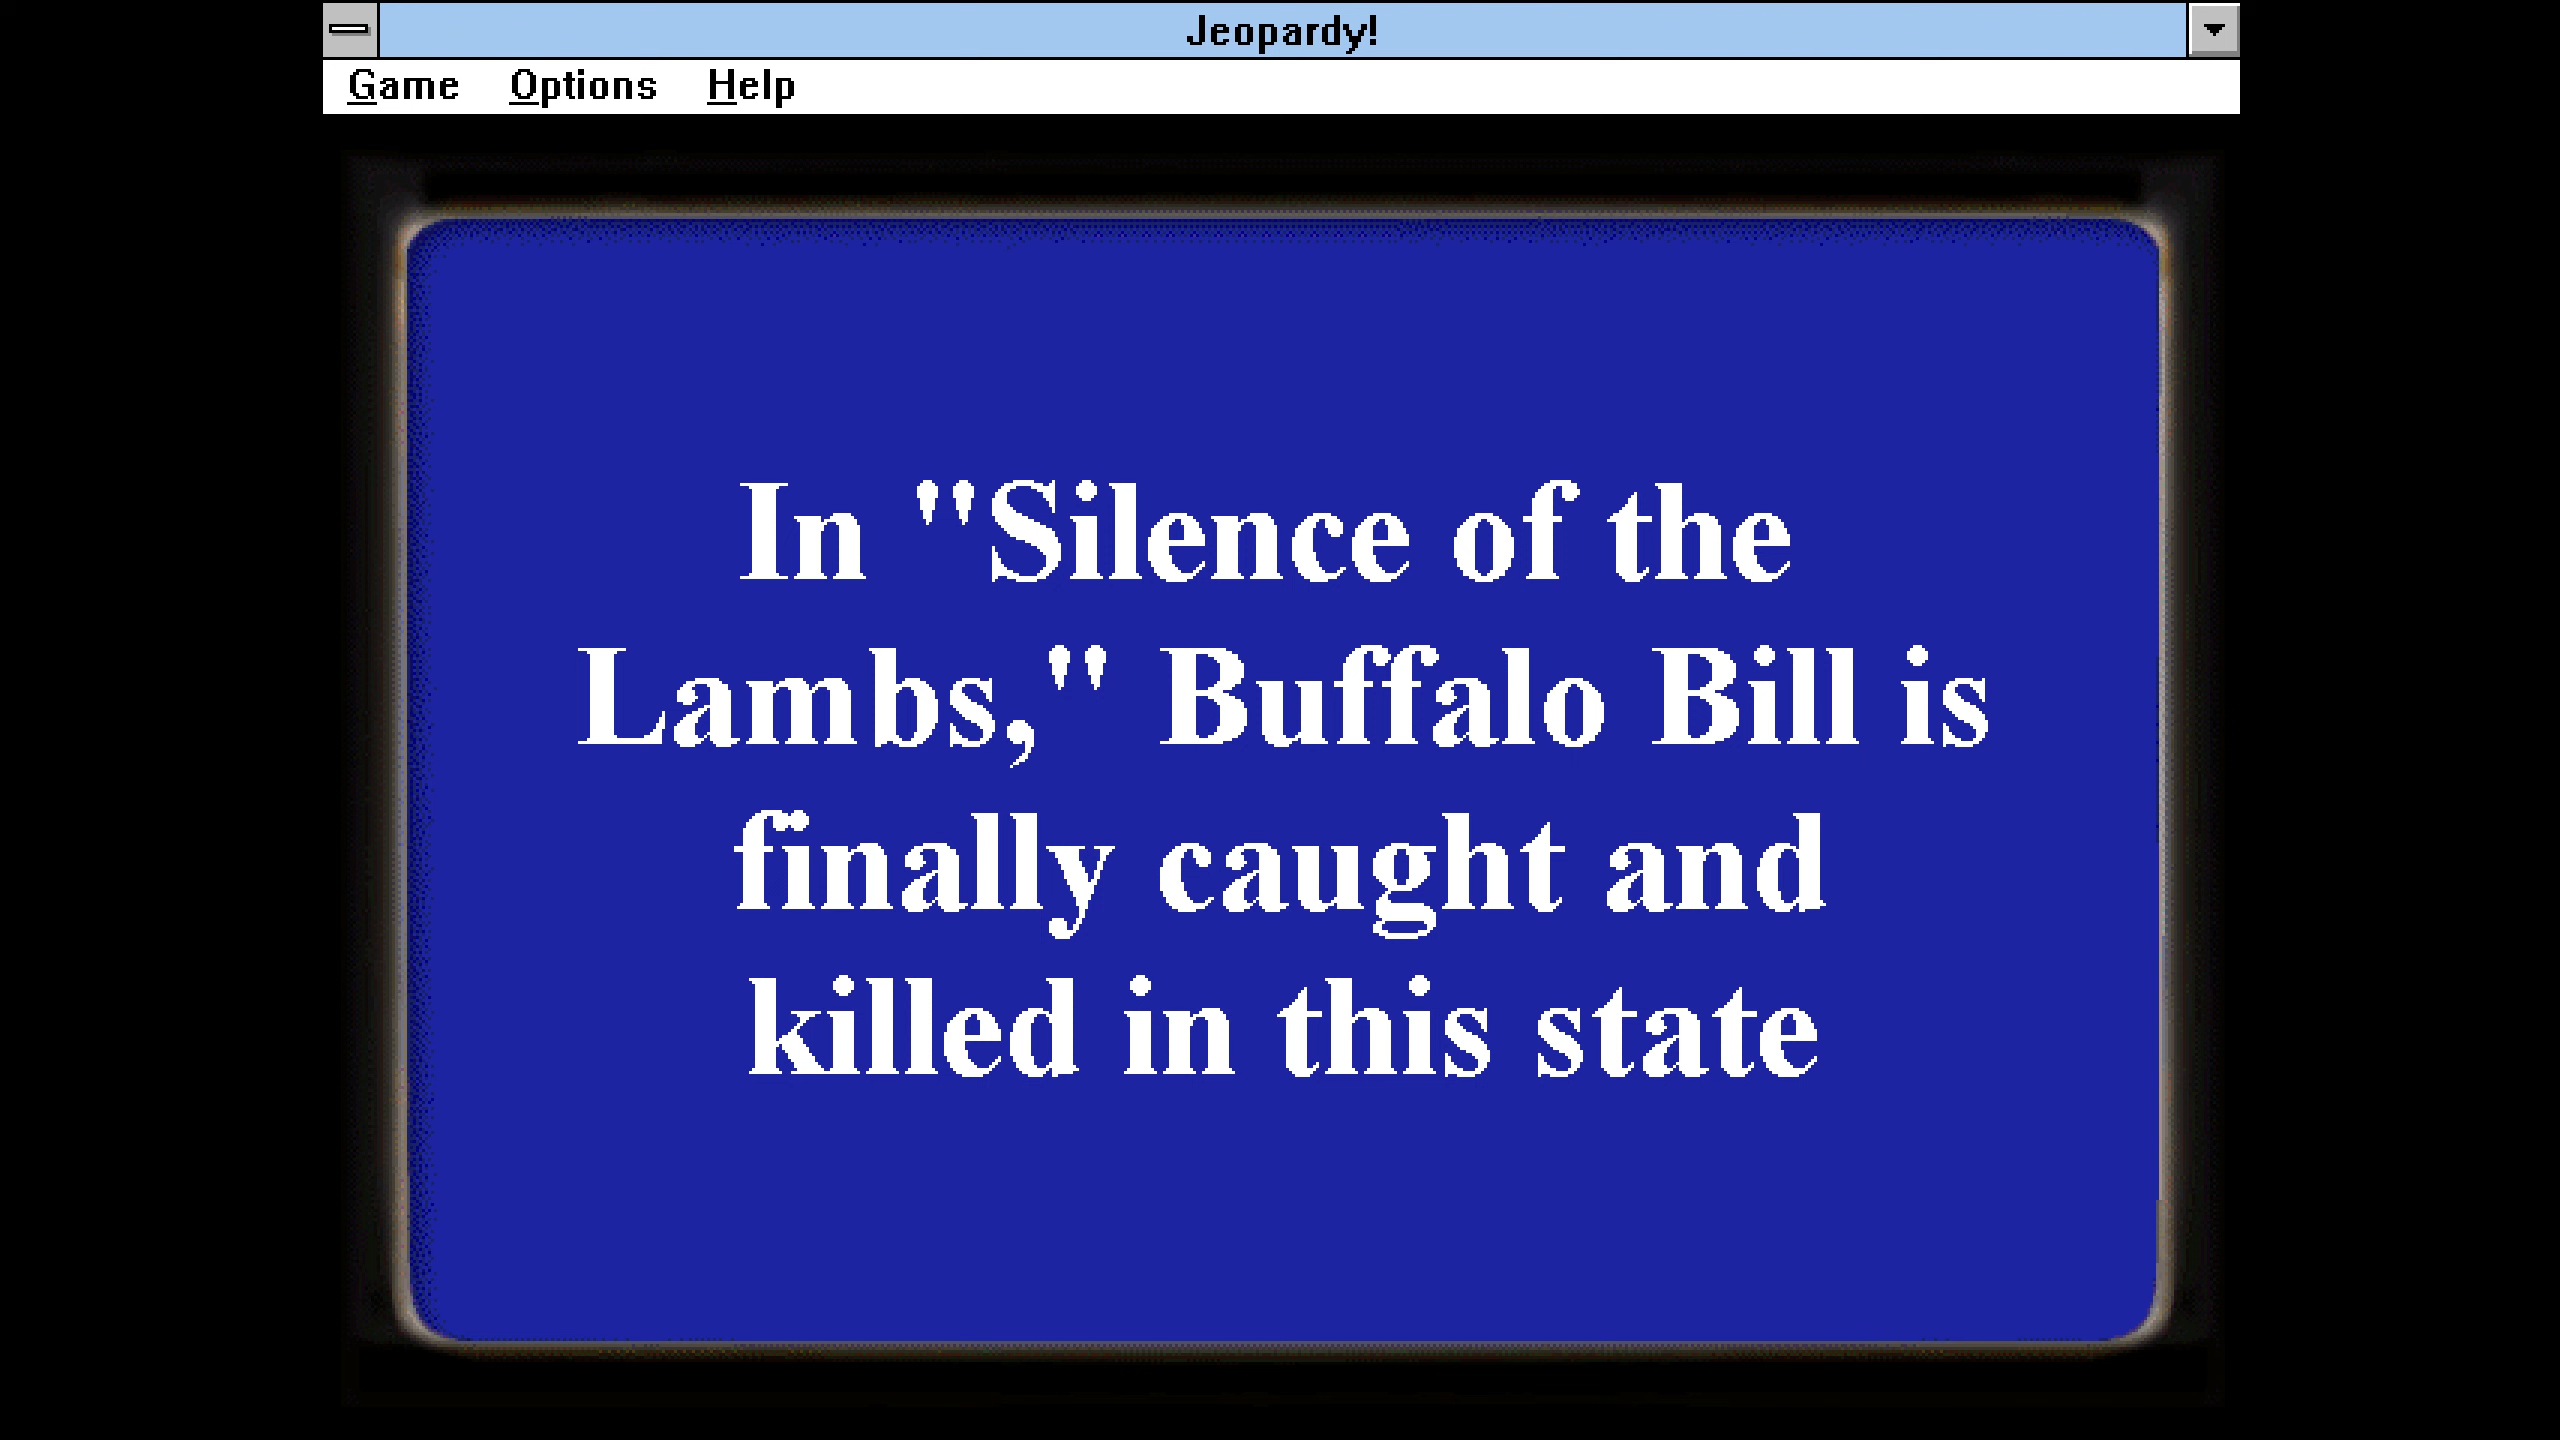 Jeopardy!
Game Options Help
In "Silence of the
Lambs," Buffalo Bill is
finally caught and
killed in this state